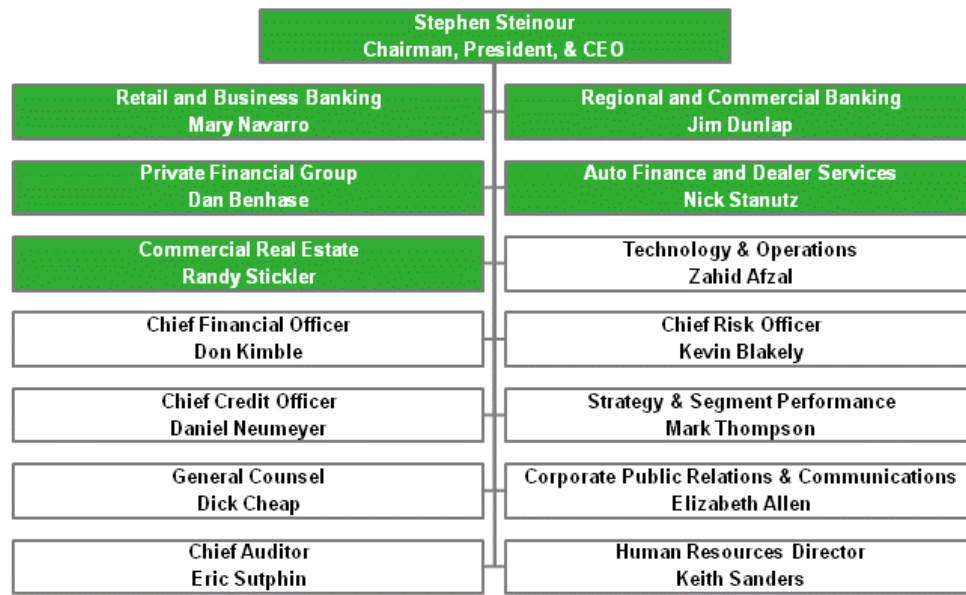 Stephen Steinour
Chairman, President, & CEO
Retail and Business Banking
Mary Navarro
Regional and Commercial Banking
Jim Dunlap
Private Financial Group
Dan Benhase
Auto Finance and Dealer Services
Nick Stanutz
Commercial Real Estate
Randy Stickler
Technology & Operations
Zahid Afzal
Chief Financial Officer
Don Kimble
Chief Risk Officer
Kevin Blakely
Chief Credit Officer
Daniel Neumeyer
Strategy & Segment Performance
Mark Thompson
General Counsel
Dick Cheap
Corporate Public Relations & Communications
Elizabeth Allen
Chief Auditor
Eric Sutphin
Human Resources Director
Keith Sanders